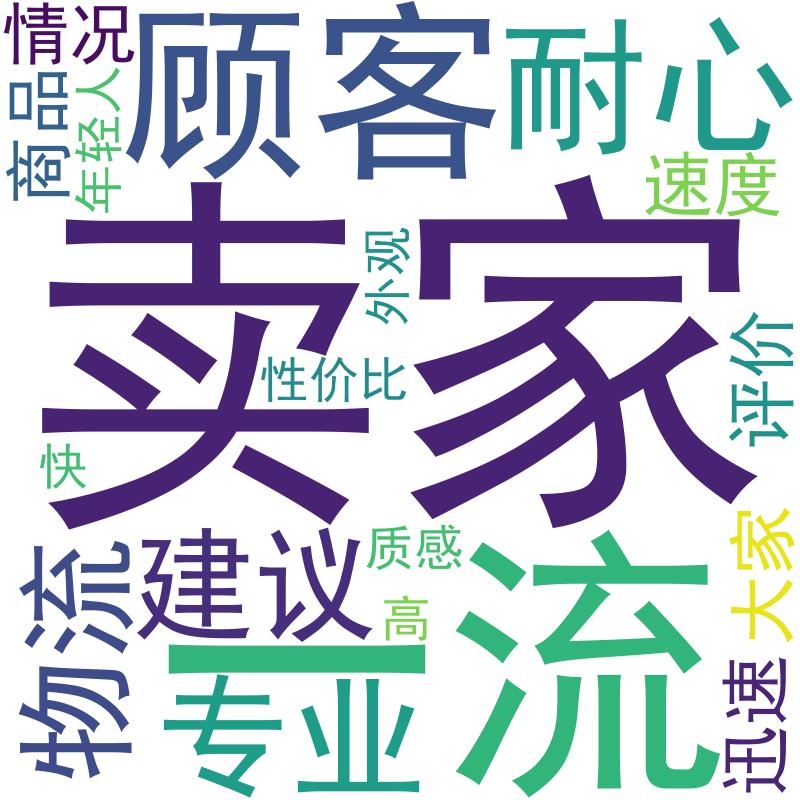 情况
顾客
耐心
商品
年轻人
速度
卖家
外观
性价比
评价
快
物流
建议
质感
高
一流
专业
大家
迅速